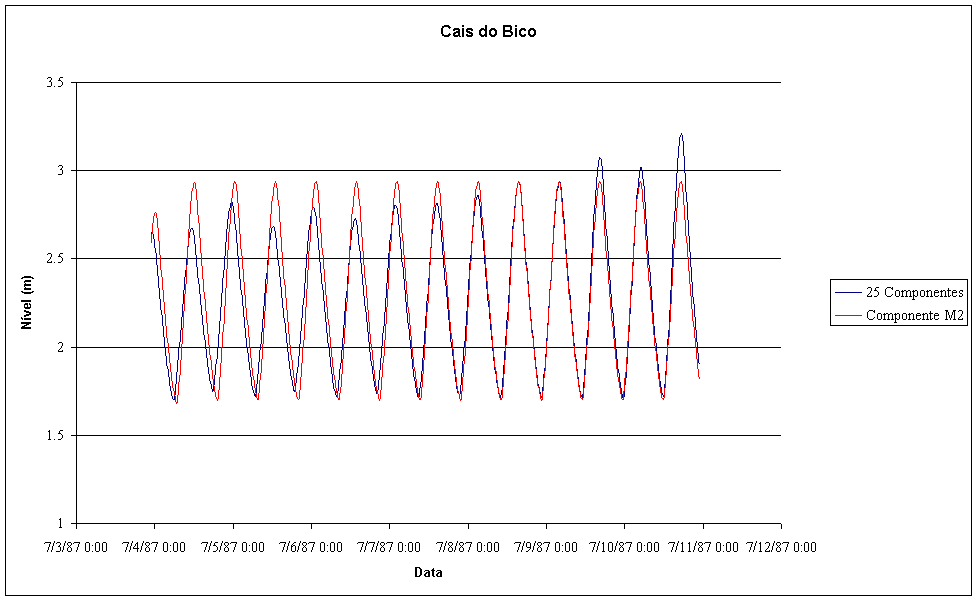 Cais do Bico
3.5
3
2.5
2
1.5
1
Nível (m)
7/3/87 0:00 7/4/87 0:00 7/5/87 0:00 7/6/87 0:00 7/7/87 0:00 7/8/87 0:00 7/9/87 0:00 7/10/87 0:00 7/11/87 0:00 7/12/87 0:00
Data
25 Componentes
Componente M2